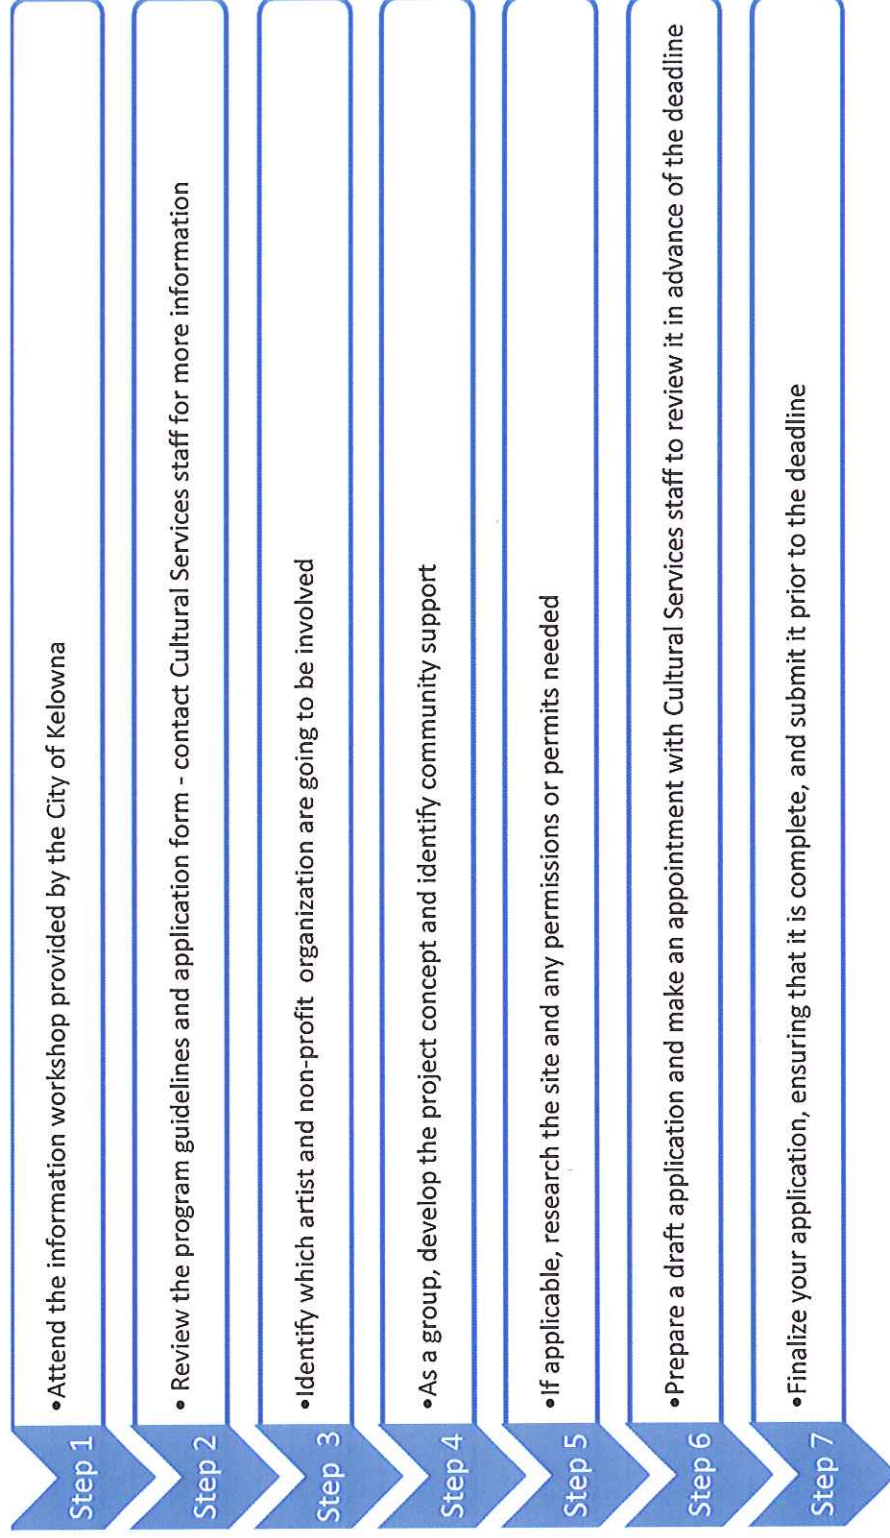 Step 1
•Attend the information workshop provided by the City of Kelowna
Step 2
• Review the program guidelines and application form - contact Cultural Services staff for more information
Step 3
•Identify which artist and non-profit organization are going to be involved
Step 4
•As a group, develop the project concept and identify community support
Step 5
•If applicable, research the site and any permissions or permits needed
Step 6
•Prepare a draft application and make an appointment with Cultural Services staff to review it in advance of the deadline
Step 7
•Finalize your application, ensuring that it is complete, and submit it prior to the deadline